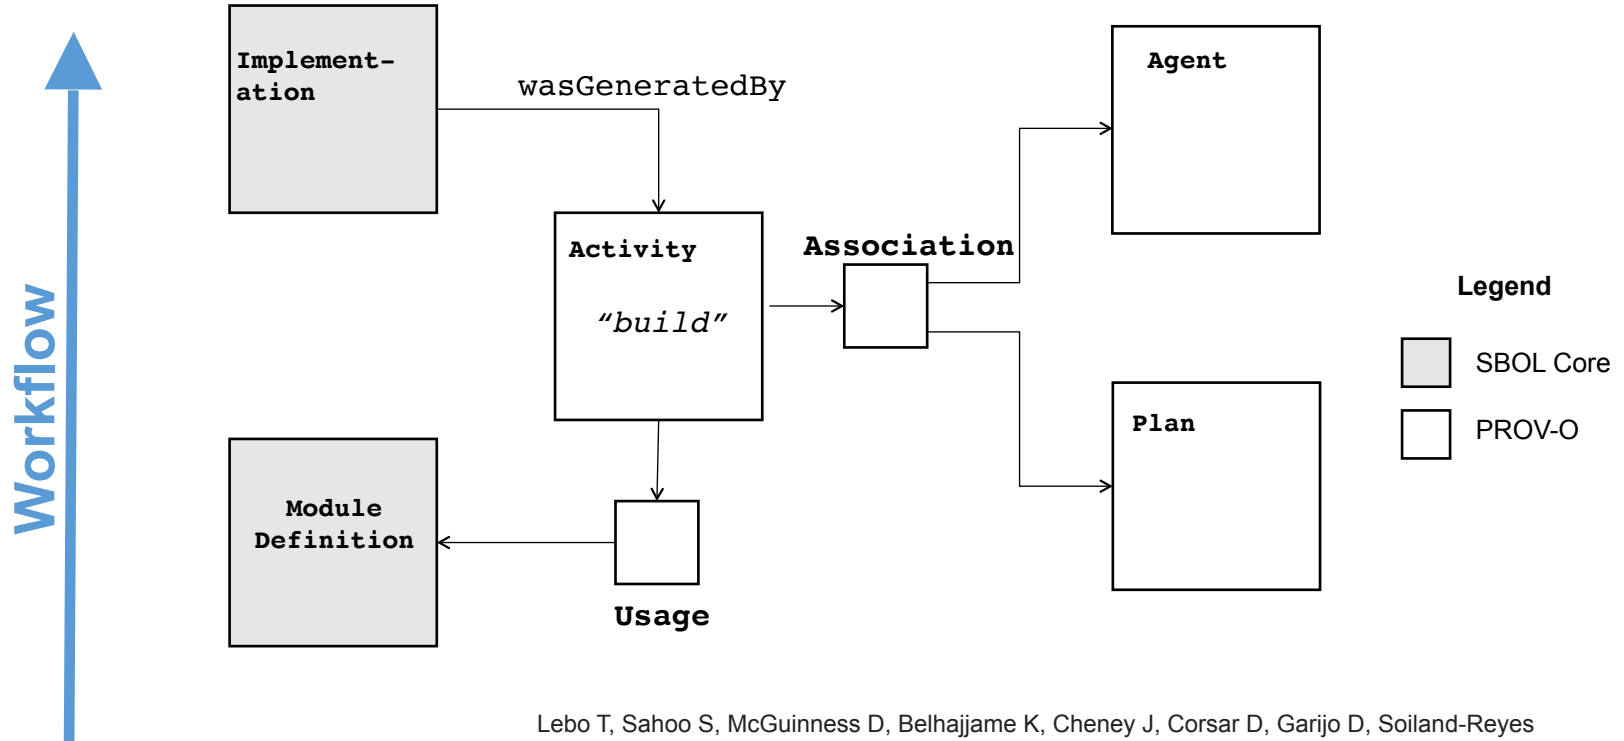 Workflow
Implement-
ation
wasGeneratedBy
Activity
“build”
Association
Agent
Plan
Module
Definition
Usage
Legend
SBOL Core
PROV-O
Lebo T, Sahoo S, McGuinness D, Belhajjame K, Cheney J, Corsar D, Garijo D, Soiland-Reyes